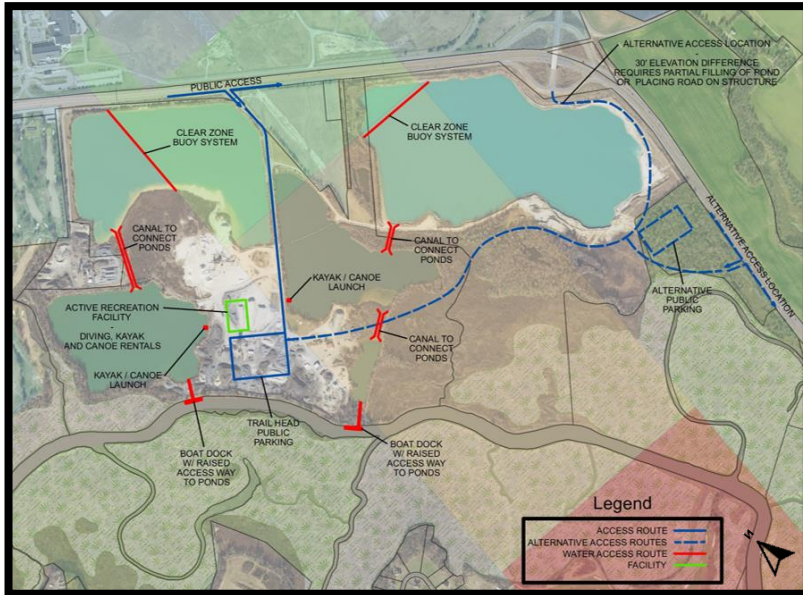 ALTERNATIVE ACCESS LOCATION
-
30' ELEVATION DIFFERENCE
REQUIRES PARTIAL FILLING OF POND
OR PLACING ROAD ON STRUCTURE
PUBLIC ACCESS
CLEAR ZONE
BUOY SYSTEM
CLEAR ZONE
BUOY SYSTEM
CANAL TO
CONNECT
PONDS
CANAL TO
CONNECT
PONDS
KAYAK / CANOE
LAUNCH
ALTERNATIVE ACCESS LOCATION
ALTERNATIVE
PUBLIC
PARKING
ACTIVE RECREATION
FACILITY
-
DIVING, KAYAK
AND CANOE RENTALS
CANAL TO
CONNECT
PONDS
KAYAK / CANOE
LAUNCH
TRAIL HEAD
PUBLIC
PARKING
BOAT DOCK
W/ RAISED
ACCESS WAY
TO PONDS
BOAT DOCK
W/ RAISED
ACCESS WAY
TO PONDS
Legend
ACCESS ROUTE
ALTERNATIVE ACCESS ROUTES
WATER ACCESS ROUTE
FACILITY
N